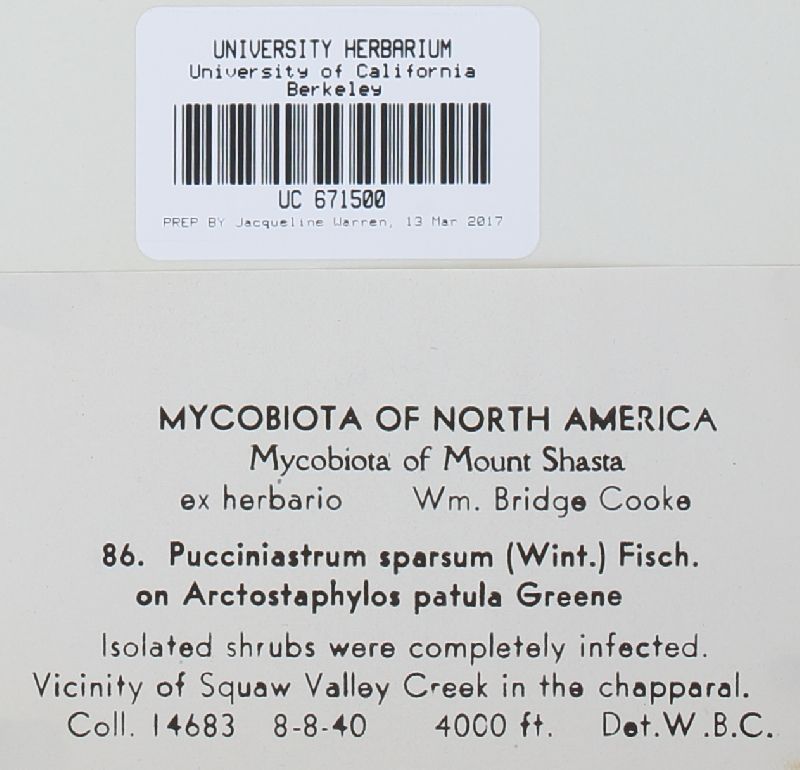 UNIVERSITY HERBARIUM
University of California
Berkeley
UC 671500
PREP BY Jacqueline Warren, 13 Mar 2017
MYCOBIOTA OF NORTH AMERICA
Mycobiota of Mount Shasta
ex herbario Wm. Bridge Cooke
86. Pucciniastrum sparsum (Wint.) Fisch.
on Arctostaphylos patula Greene
Isolated shrubs were completely infected.
Vicinity of Squaw Valley Creek in the chapparal.
Coll. 14683 8-8-40 4000 ft. Det.W.B.C.